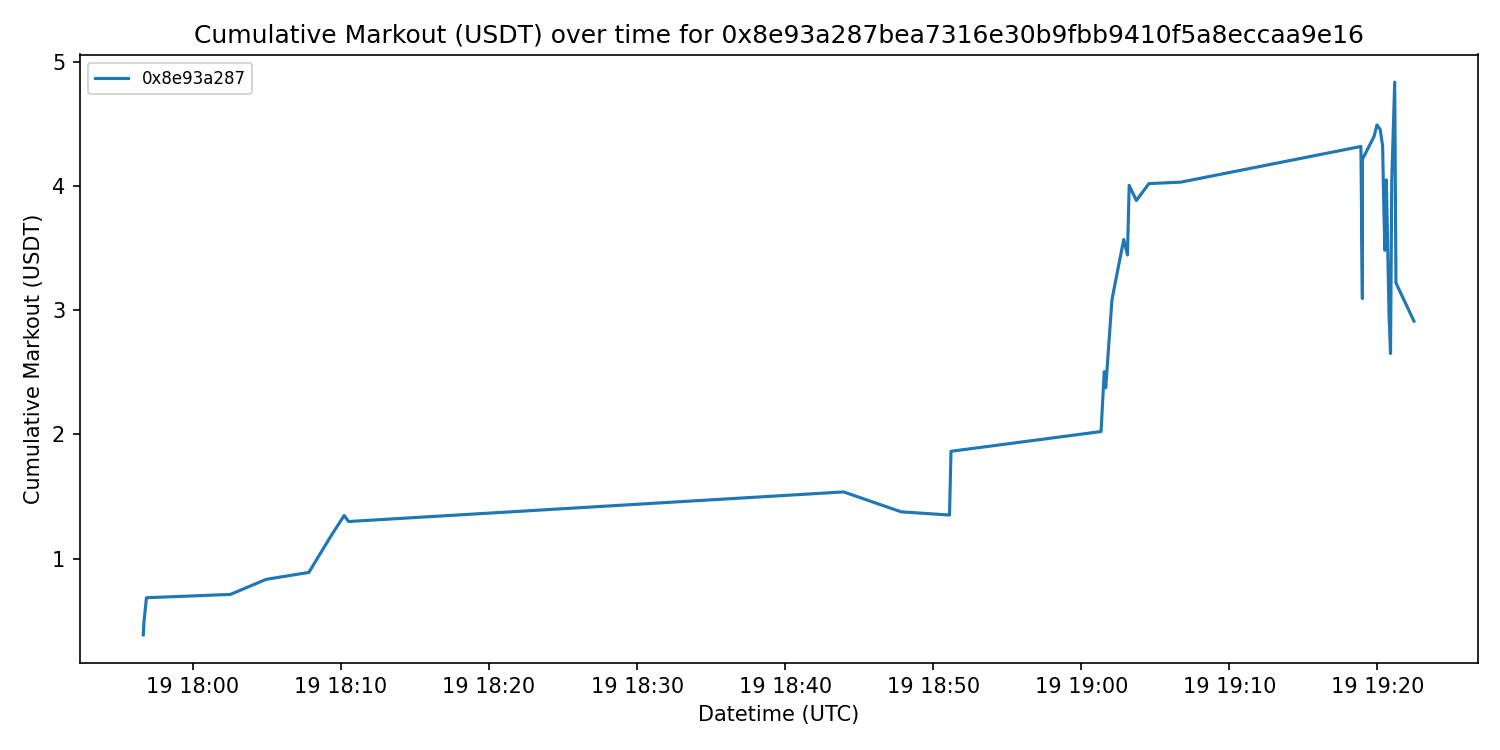 Cumulative Markout (USDT) over time for 0x8e93a287bea7316e30b9fbb9410f5a8eccaa9e16
0x8e93a287
Cumulative Markout (USDT)
5
4
3
2
1
19 18:00 19 18:10 19 18:20 19 18:30 19 18:40 19 18:50 19 19:00 19 19:10 19 19:20
Datetime (UTC)